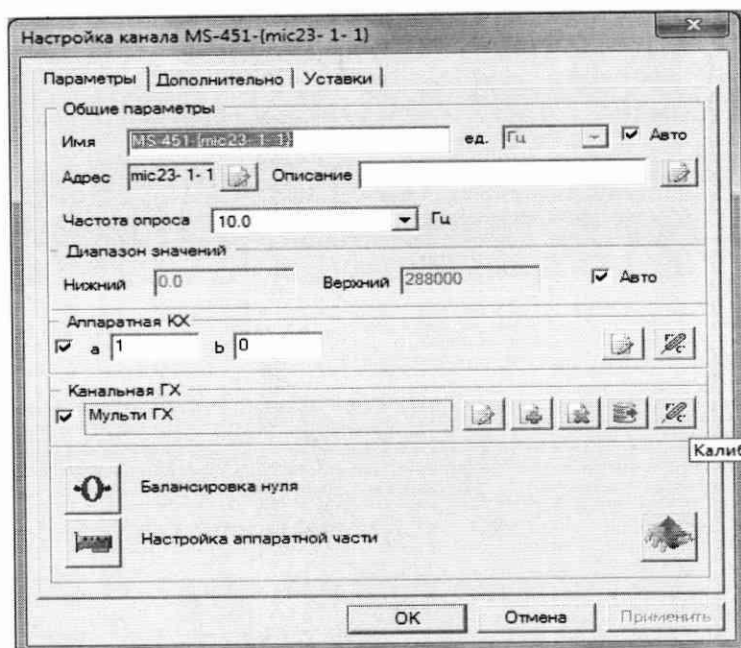 Настройка канала MS-451-{mic23- 1- 1}
Параметры Дополнительно Уставки
Общие параметры
Имя MS-451-{mic23- 1- 1} ед. Гц Авто
Адрес mic23- 1- 1 Описание
Частота опроса 10.0 Гц
Диапазон значений
Нижний 0.0 Верхний 288000 Авто
Аппаратная КХ
a 1 b 0
Канальная ГХ
Мульти ГХ
Калиб
Балансировка нуля
Настройка аппаратной части
OK Отмена Применить